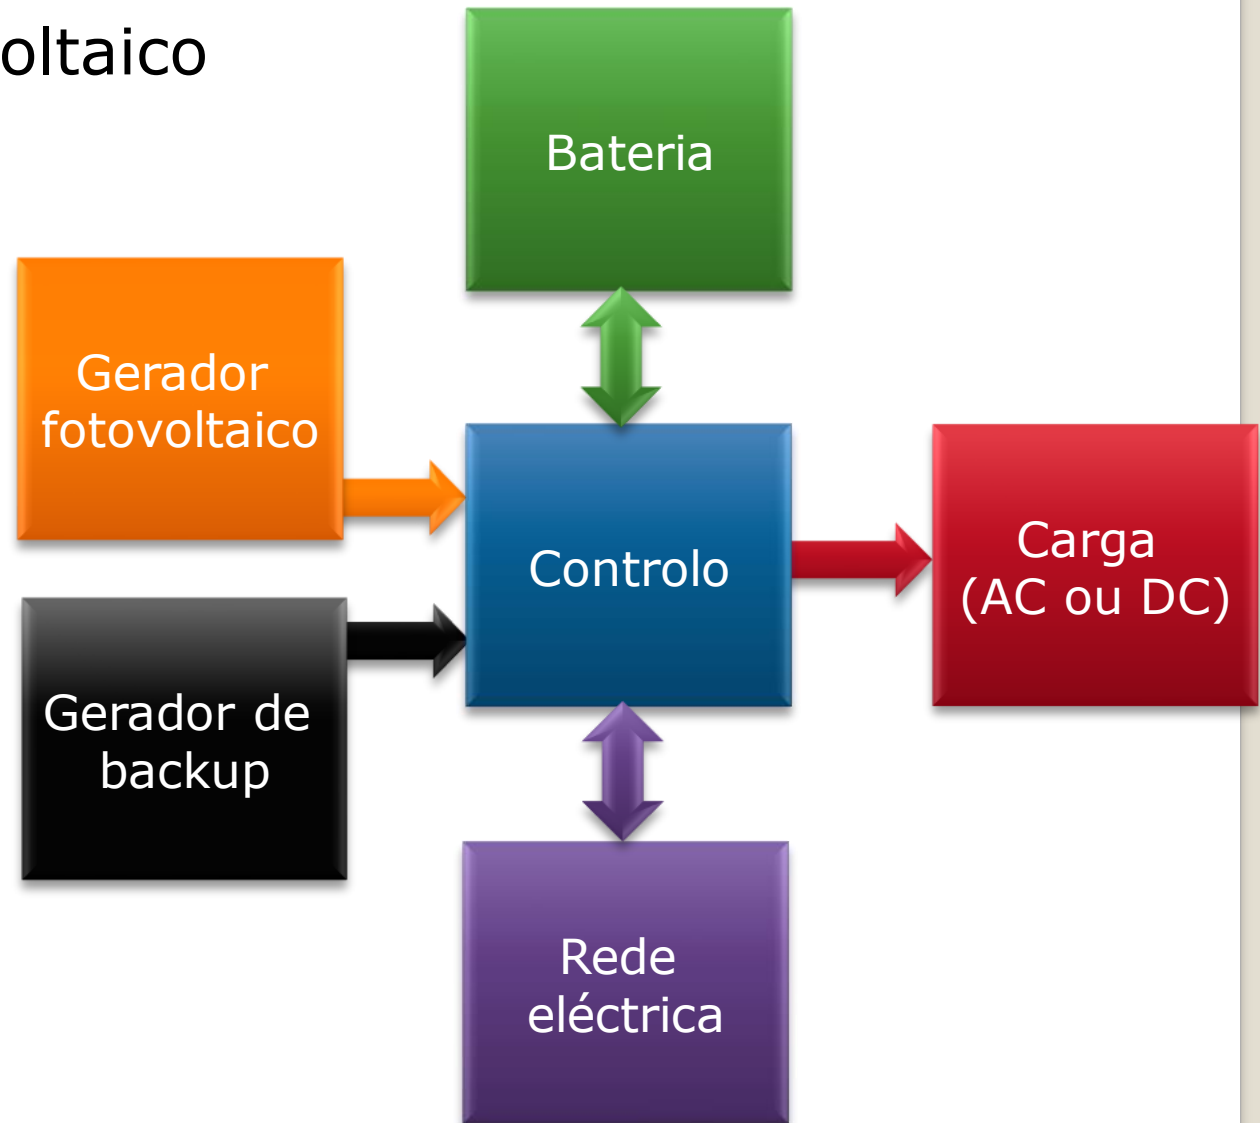 oltaico
Bateria
Gerador
fotovoltaico
Controlo
Carga
(AC ou DC)
Gerador de
backup
Rede
eléctrica